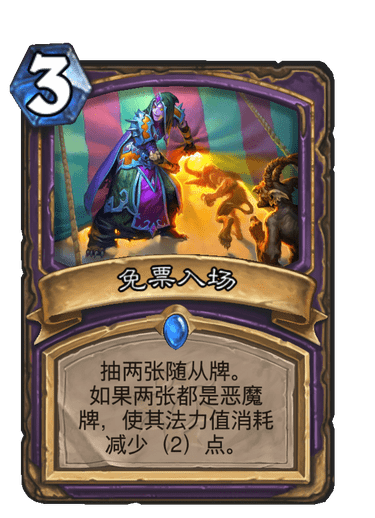 3
免票入场
抽两张随从牌。
如果两张都是恶魔
牌，使其法力值消耗
减少（2）点。